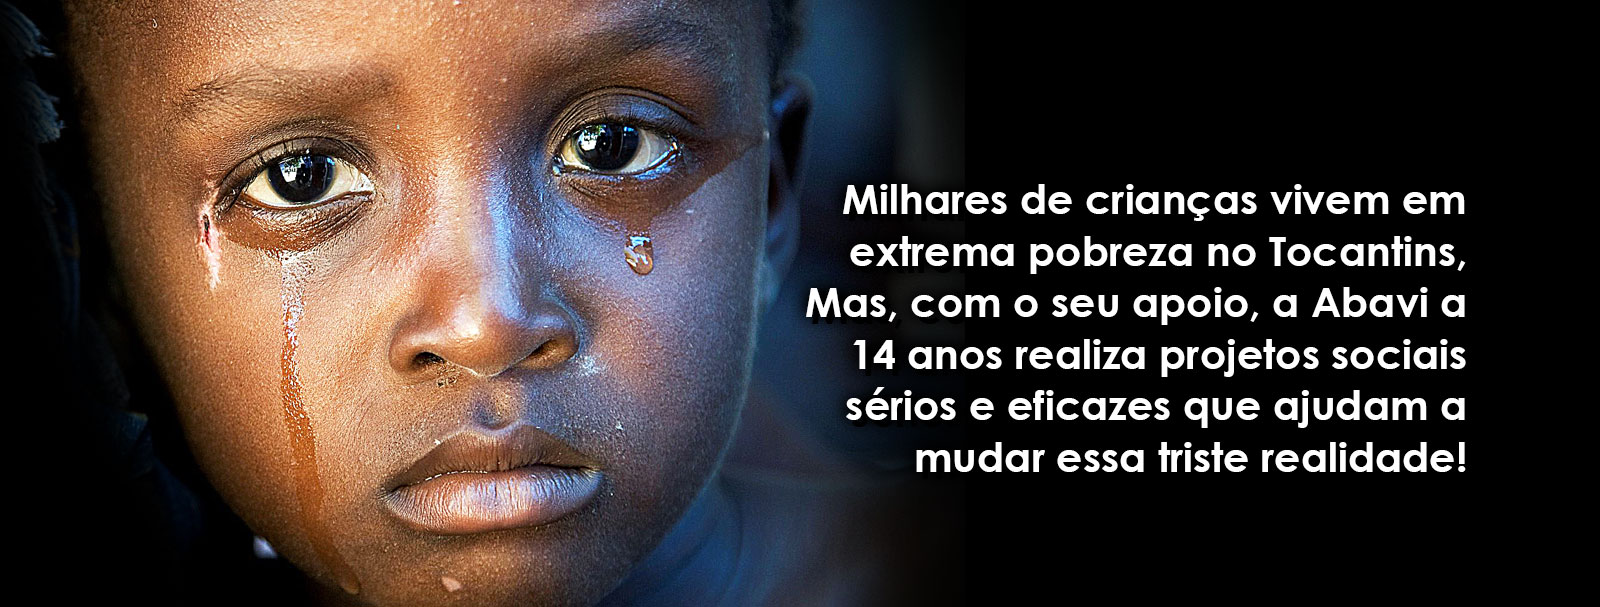 Milhares de crianças vivem em
extrema pobreza no Tocantins,
Mas, com o seu apoio, a Abavi a
14 anos realiza projetos sociais
sérios e eficazes que ajudam a
mudar essa triste realidade!